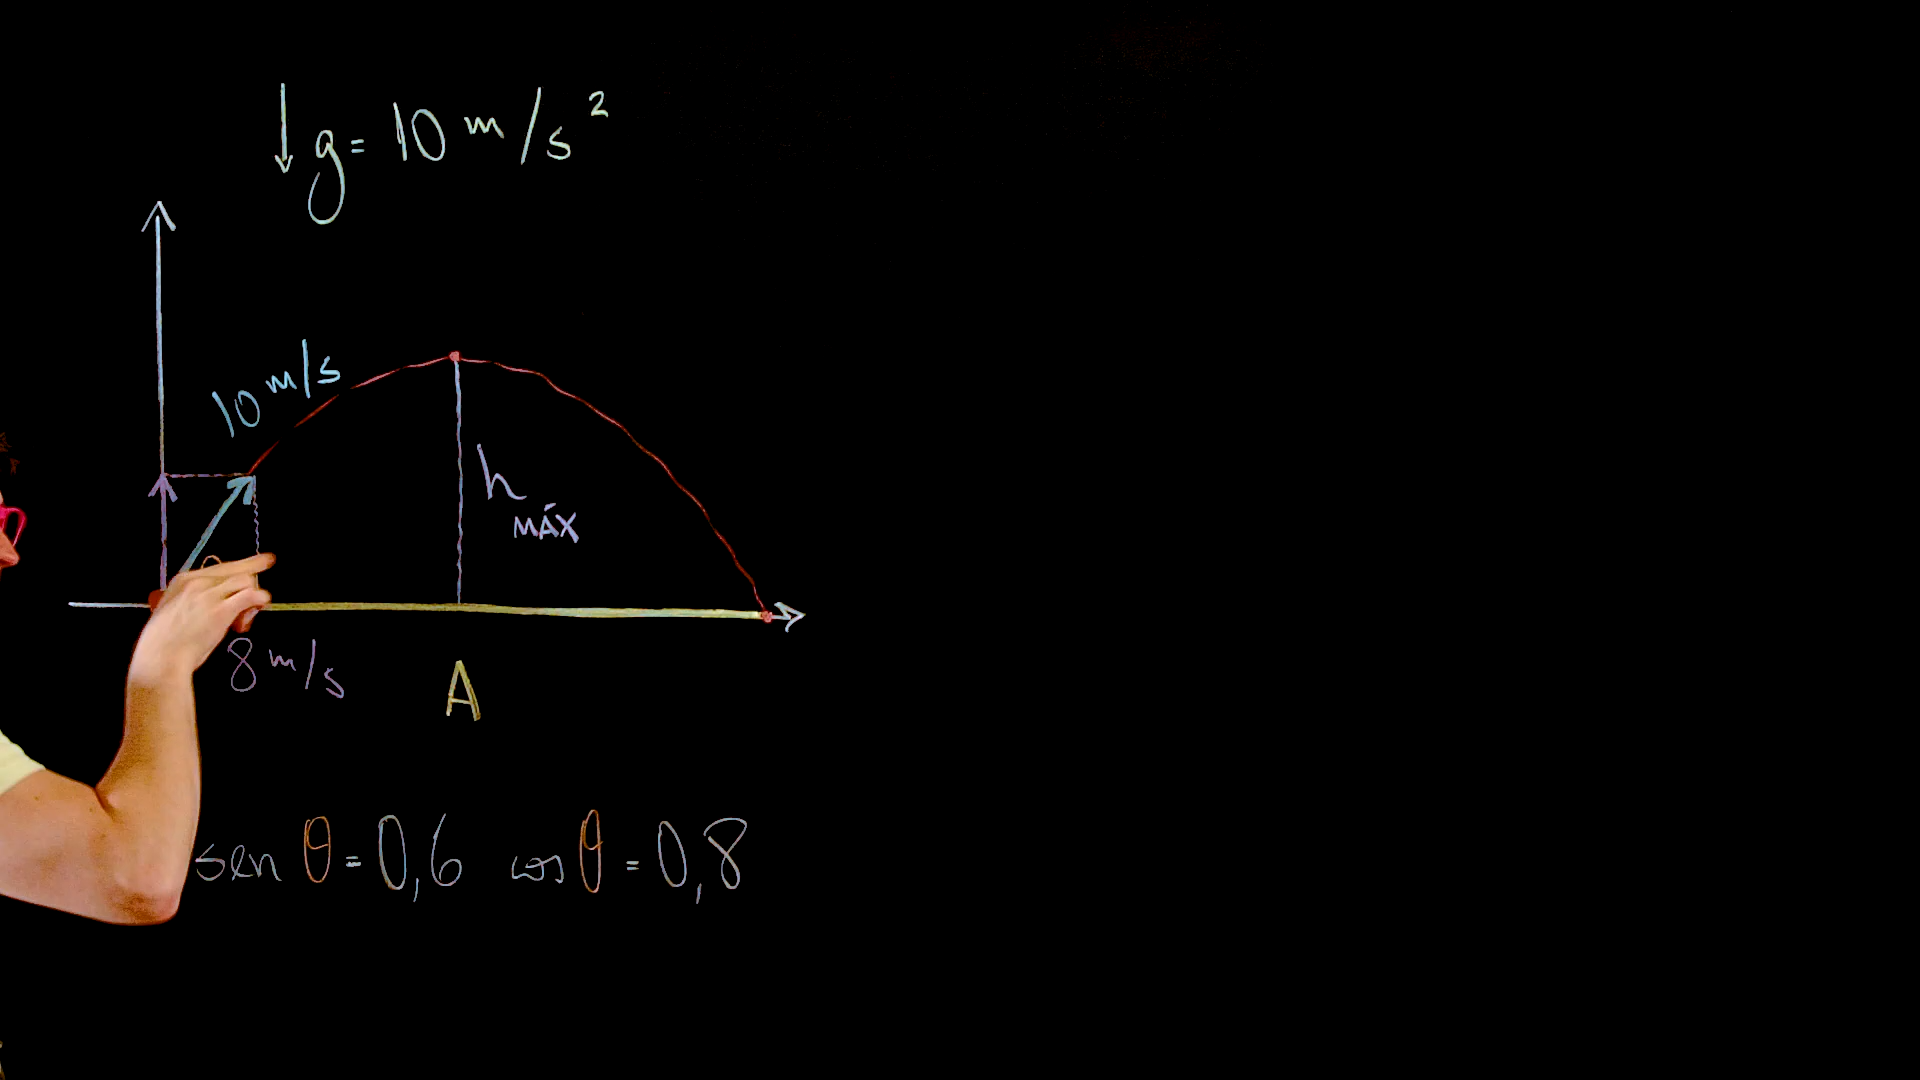 g = 10 m/s²
10 m/s
h MÁX
θ
8 m/s
A
sen θ = 0,6 cos θ = 0,8